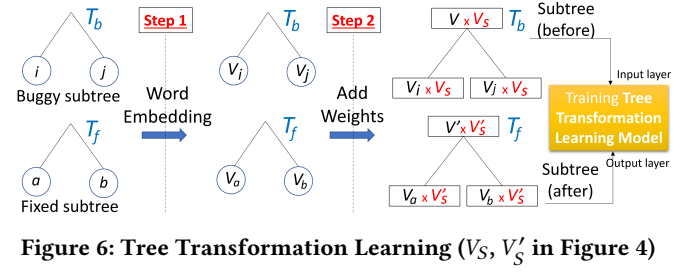 T_b
Step 1
T_b
Step 2
V x V_S
T_b
Subtree
(before)
i
j
V_i
V_j
V_i x V_S
V_j x V_S
Input layer
Buggy subtree
Word
Embedding
Add
Weights
Training Tree
Transformation
Learning Model
T_f
T_f
V' x V'_S
T_f
Output layer
a
b
V_a
V_b
V_a x V'_S
V_b x V'_S
Subtree
(after)
Fixed subtree
Figure 6: Tree Transformation Learning (V_S, V'_S in Figure 4)